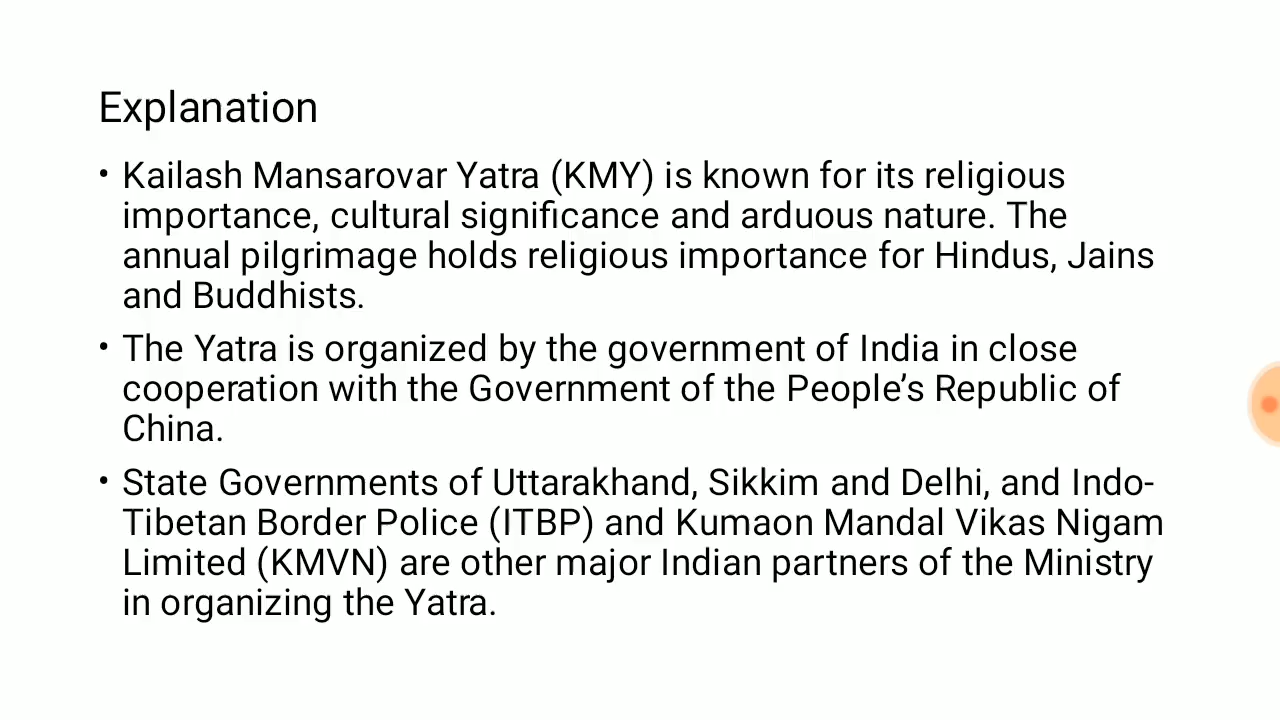 Explanation
• Kailash Mansarovar Yatra (KMY) is known for its religious
importance, cultural significance and arduous nature. The
annual pilgrimage holds religious importance for Hindus, Jains
and Buddhists.
• The Yatra is organized by the government of India in close
cooperation with the Government of the People’s Republic of
China.
• State Governments of Uttarakhand, Sikkim and Delhi, and Indo-
Tibetan Border Police (ITBP) and Kumaon Mandal Vikas Nigam
Limited (KMVN) are other major Indian partners of the Ministry
in organizing the Yatra.